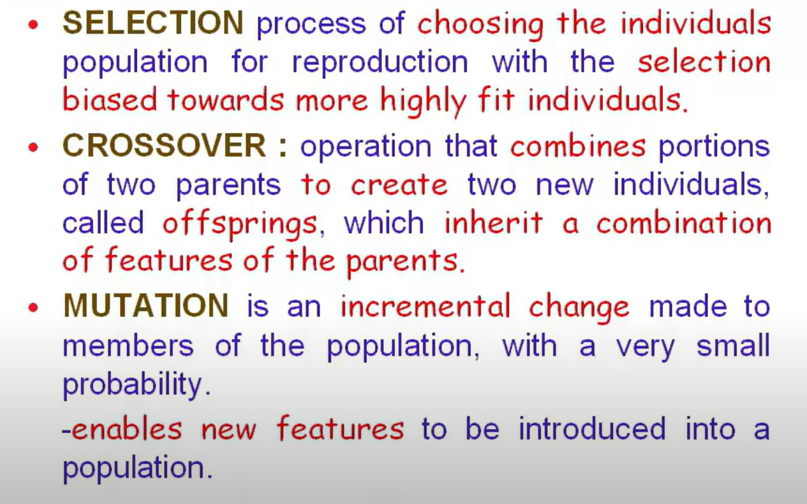 • SELECTION process of choosing the individuals
population for reproduction with the selection
biased towards more highly fit individuals.
• CROSSOVER : operation that combines portions
of two parents to create two new individuals,
called offsprings, which inherit a combination
of features of the parents.
• MUTATION is an incremental change made to
members of the population, with a very small
probability.
-enables new features to be introduced into a
population.